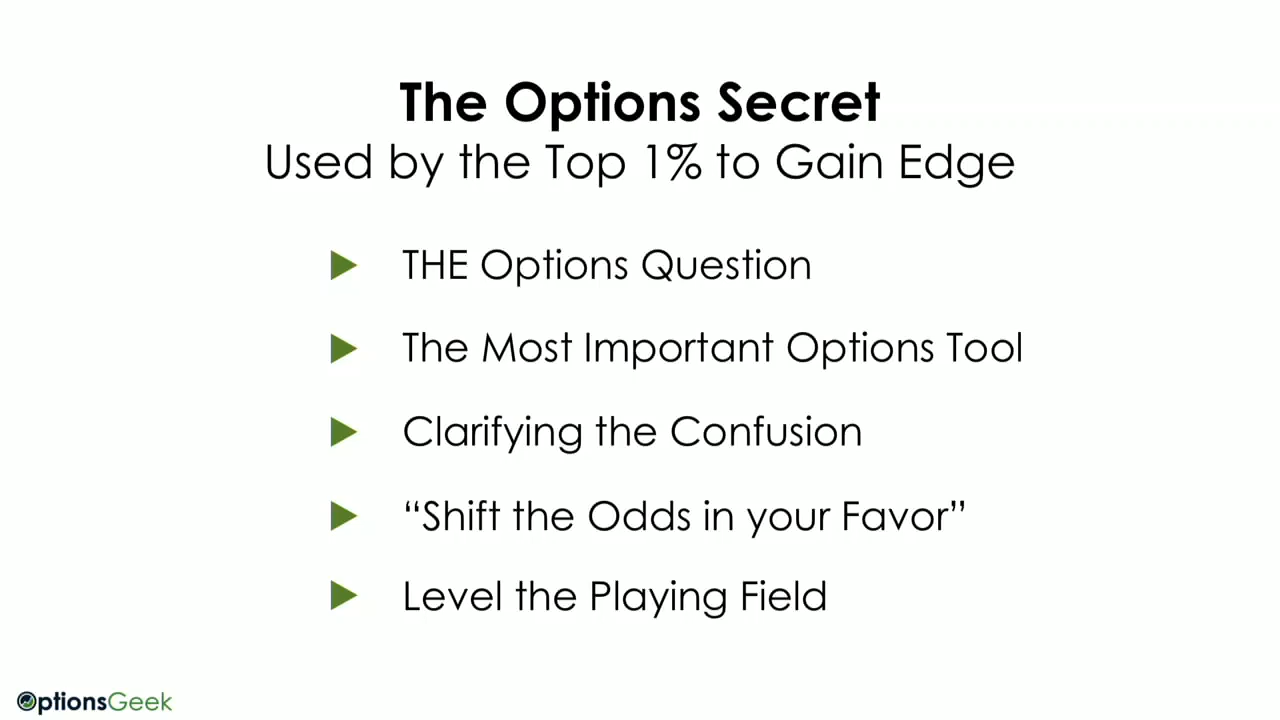 The Options Secret
Used by the Top 1% to Gain Edge
THE Options Question
The Most Important Options Tool
Clarifying the Confusion
“Shift the Odds in your Favor”
Level the Playing Field
OptionsGeek